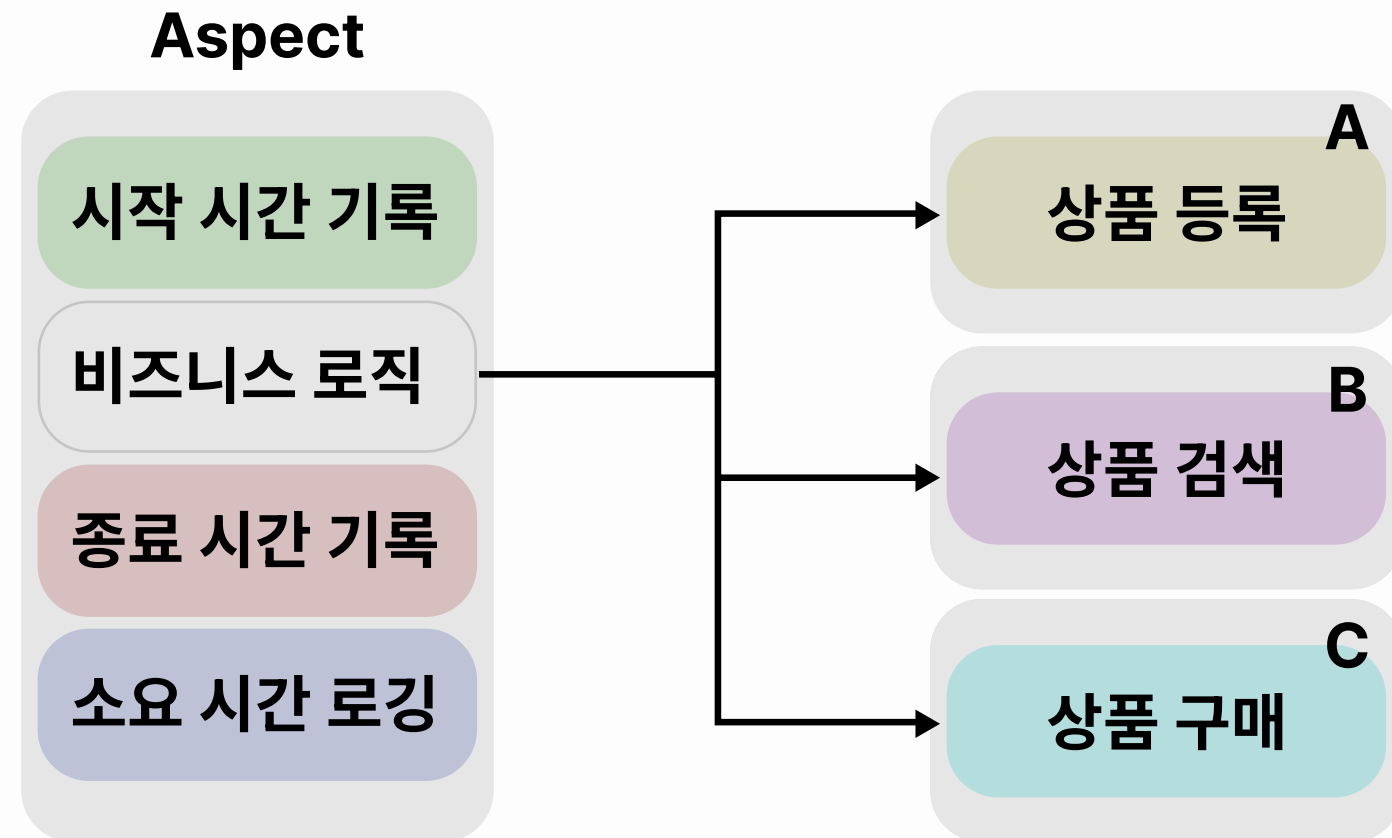 Aspect
시작 시간 기록
비즈니스 로직
종료 시간 기록
소요 시간 로깅
A
상품 등록
B
상품 검색
C
상품 구매